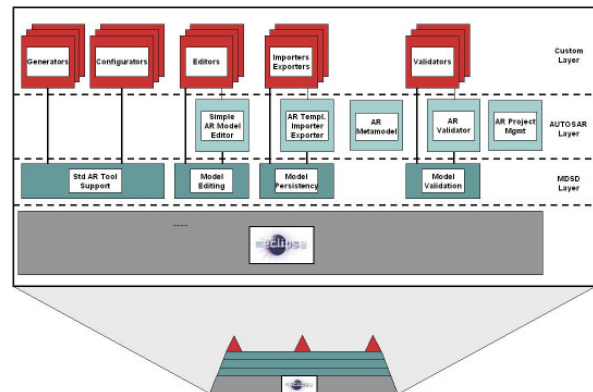 Generators
Configurators
Editors
Importers
Exporters
Validators
Custom
Layer
Simple
AR Model
Editor
AR Templ.
Importer
Exporter
AR
Metamodel
AR
Validator
AR Project
Mgmt
AUTOSAR
Layer
Std AR Tool
Support
Model
Editing
Model
Persistency
Model
Validation
MDSD
Layer
eclipse
eclipse